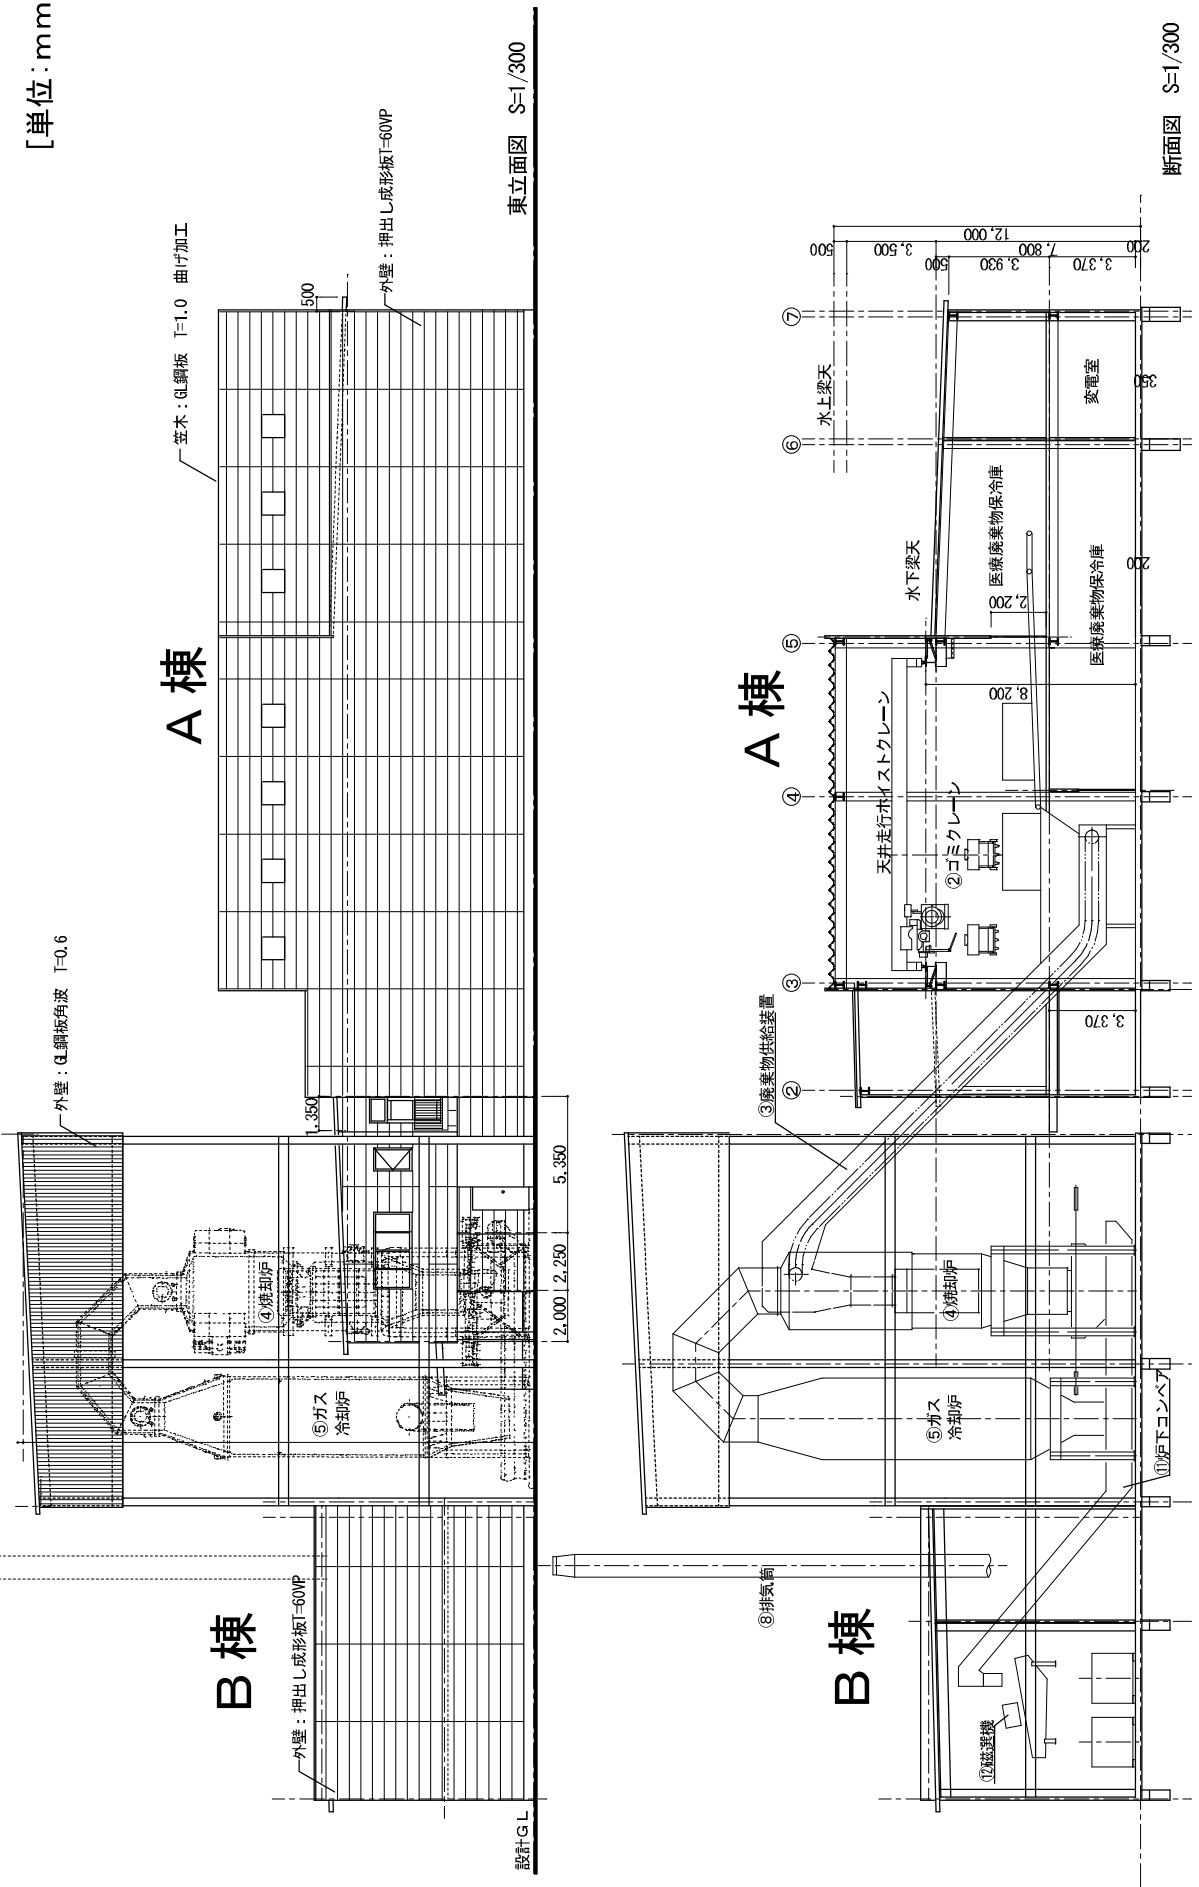 [単位:mm]
東立面図 S=1/300
笠木:GL鋼板 T=1.0 曲げ加工
外壁:押出し成形板T=60VP
500
A棟
外壁:GL鋼板角波 T=0.6
1,350
④焼却炉
⑤ガス
冷却炉
5,350
2,250
2,000
B棟
外壁:押出し成形板T=60VP
設計GL
断面図 S=1/300
12,000
500
3,500
7,800
200
500
3,930
3,370
⑦
⑥
⑤
④
③
②
水上梁天
水下梁天
変電室
350
医療廃棄物保冷庫
2,200
医療廃棄物保冷庫
200
A棟
8,200
天井走行ホイストクレーン
②ゴミクレーン
③廃棄物供給装置
3,370
④焼却炉
⑤ガス
冷却炉
⑪炉下コンベア
⑧排気筒
B棟
⑫磁選機